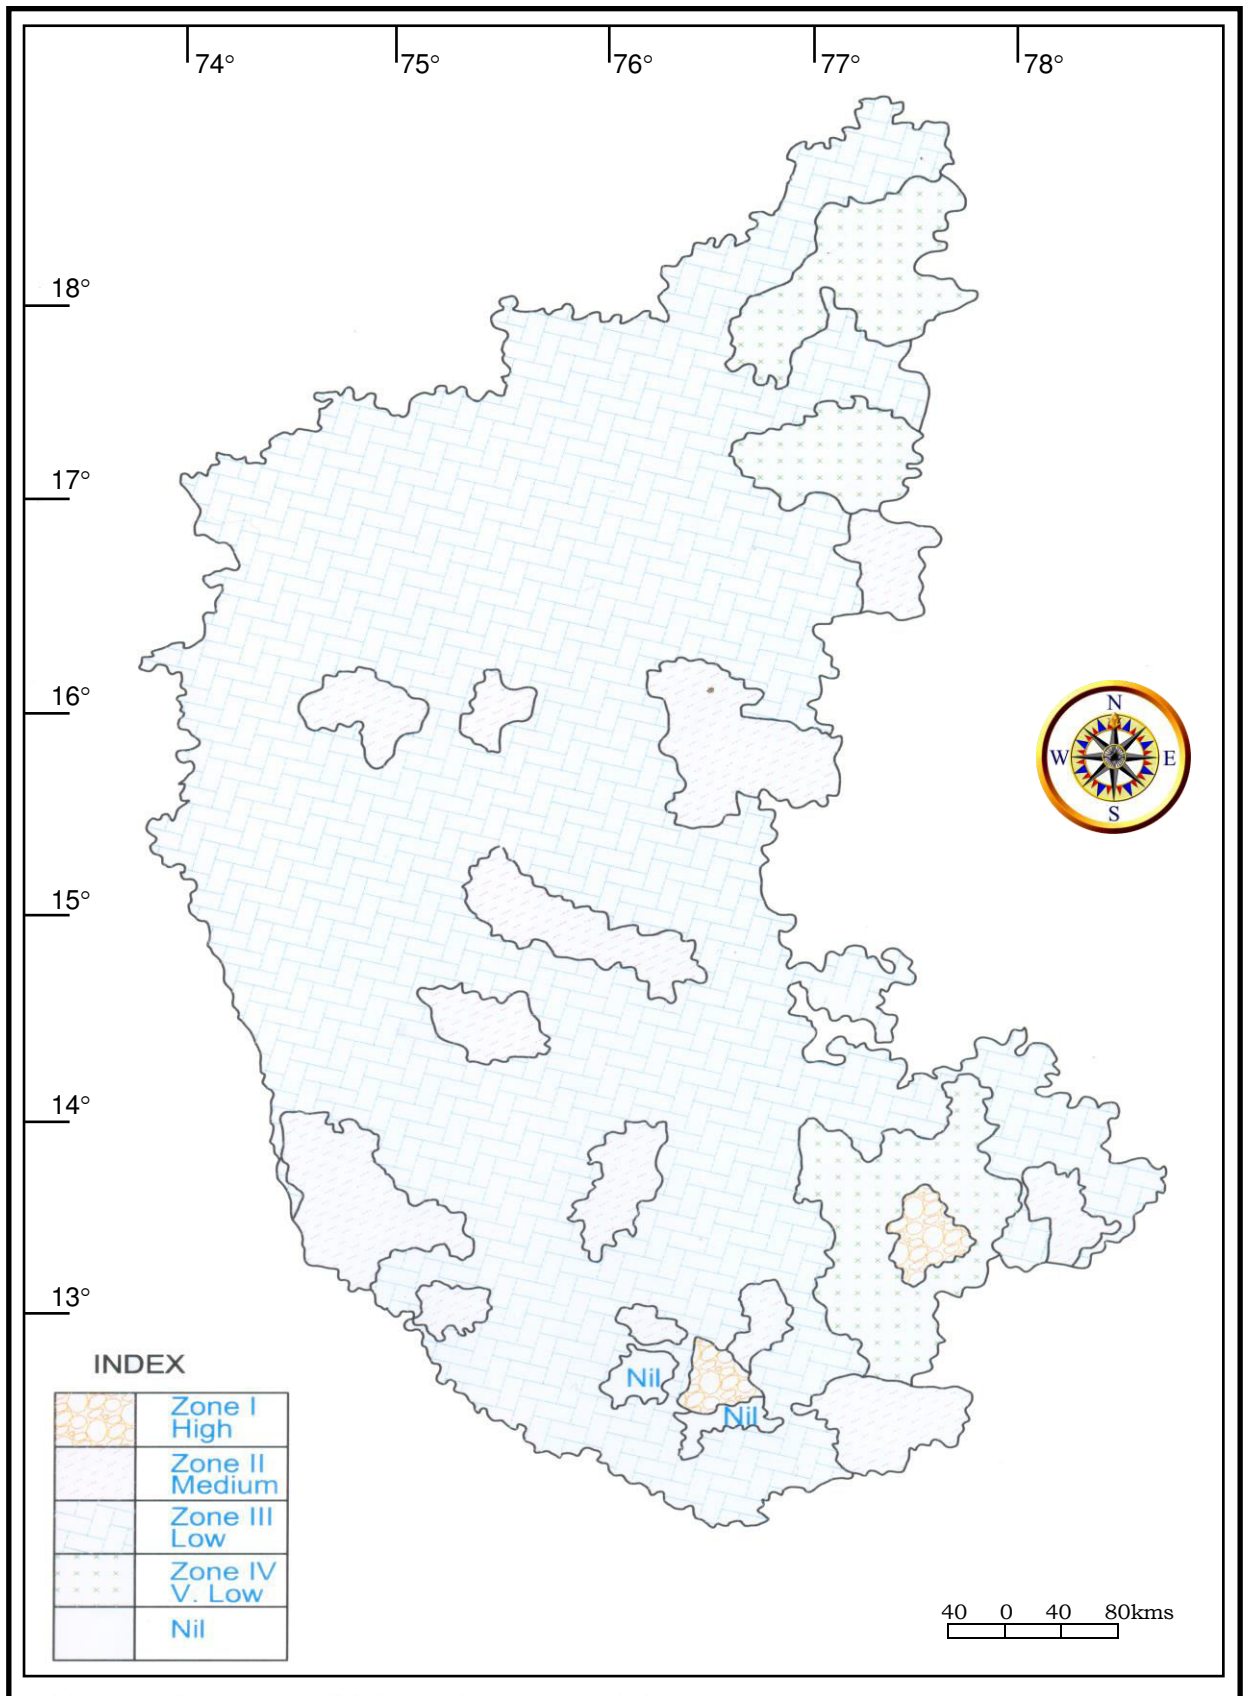 74° 75° 76° 77° 78°
18°
17°
16°
15°
14°
13°
N
W E
S
Nil
Nil
INDEX
Zone I
High
Zone II
Medium
Zone III
Low
Zone IV
V. Low
Nil
40 0 40 80kms